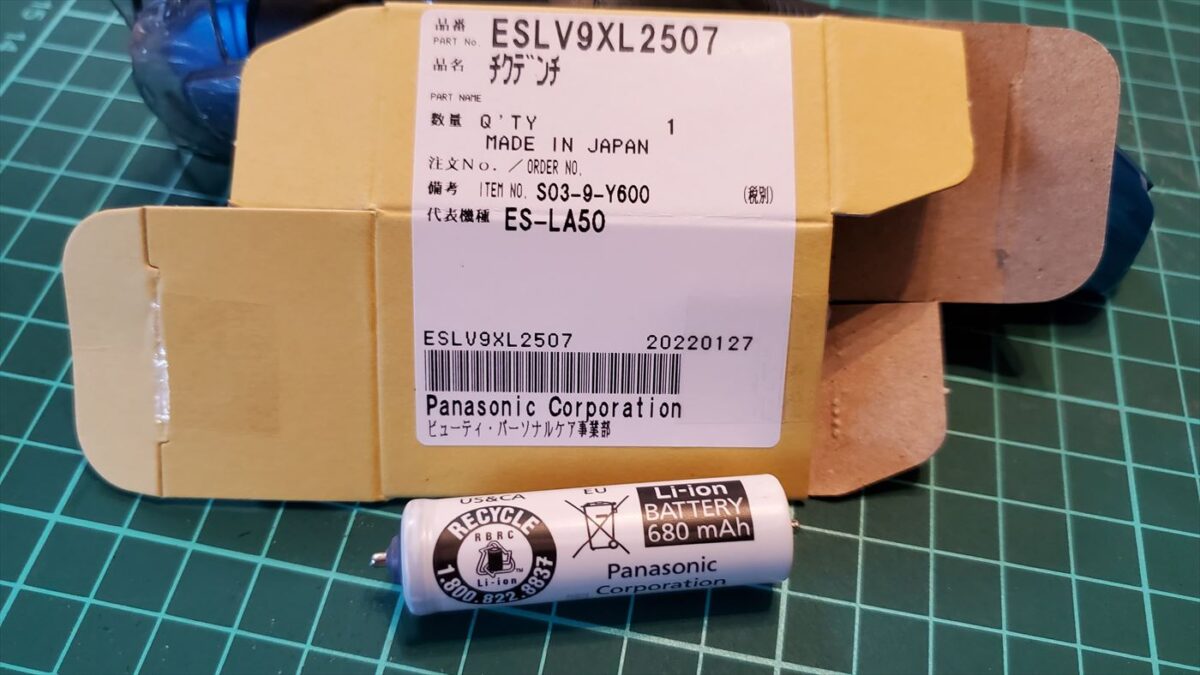 品番 PART No. ESLV9XL2507
品名 チクデンチ
PART NAME
数量 Q'TY 1
MADE IN JAPAN
注文No. / ORDER NO.
備考 ITEM NO. S03-9-Y600 (税別)
代表機種 ES-LA50
ESLV9XL2507 20220127
Panasonic Corporation
ビューティ・パーソナルケア事業部
US&CA
RECYCLE
RBRC
Li-ion
1.800.822.8837
EU
Li-ion
BATTERY
680 mAh
Panasonic
Corporation
14
15